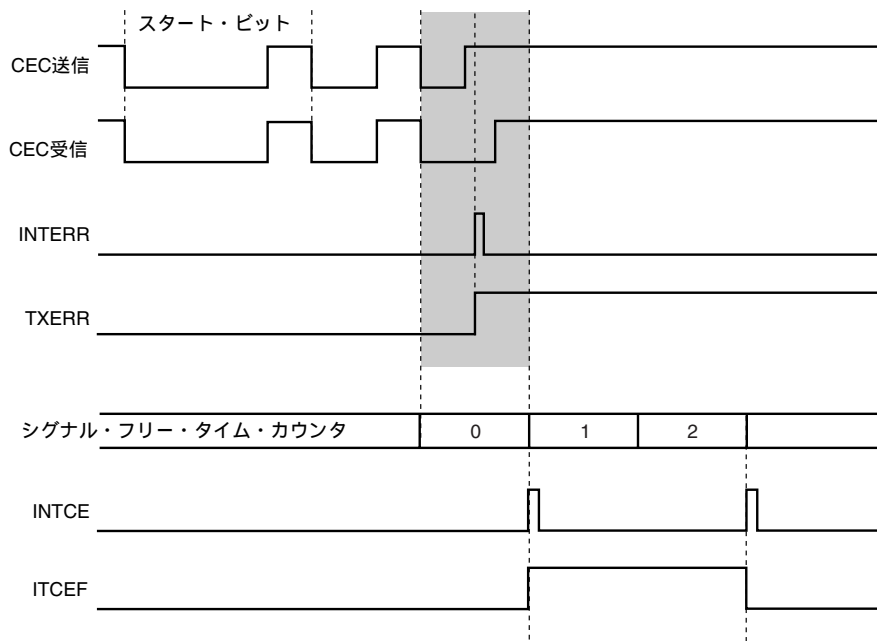 スタート・ビット
CEC送信
CEC受信
INTERR
TXERR
シグナル・フリー・タイム・カウンタ 0 1 2
INTCE
ITCEF